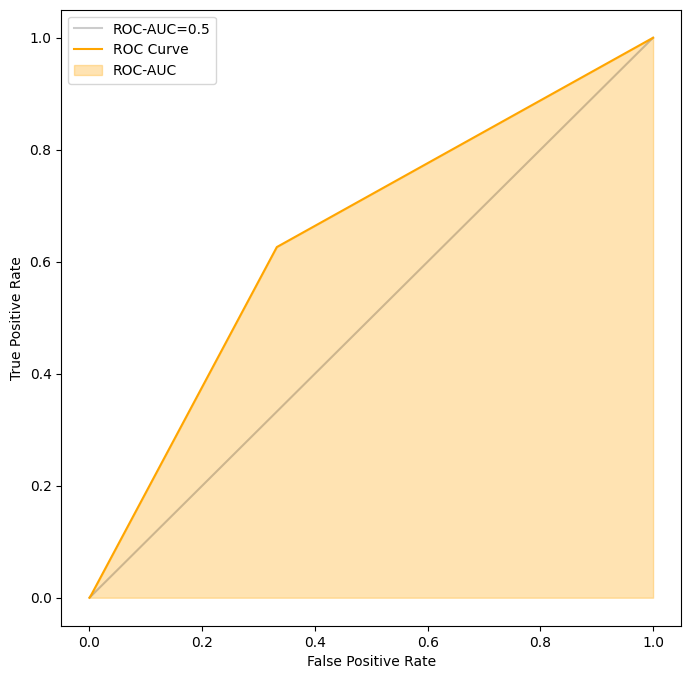 ROC-AUC=0.5
ROC Curve
ROC-AUC
1.0
0.8
0.6
0.4
0.2
0.0
True Positive Rate
0.0 0.2 0.4 0.6 0.8 1.0
False Positive Rate